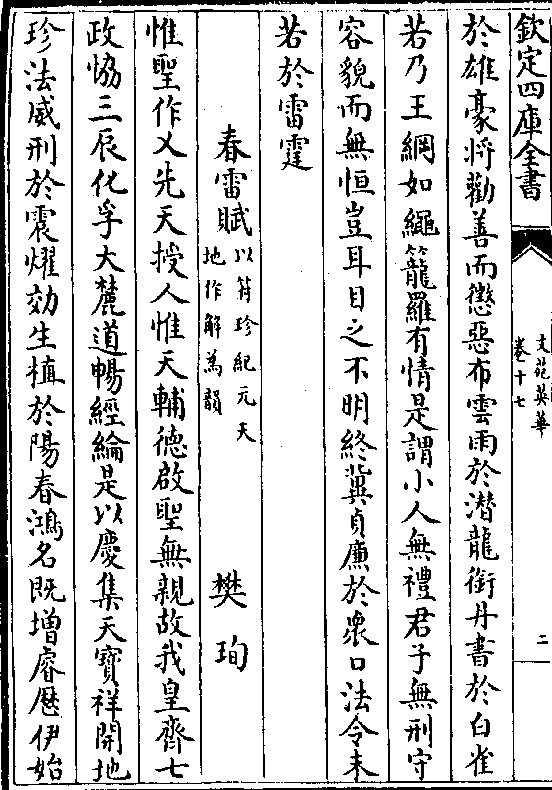 欽定四庫全書
文苑英華
卷十七
二
於雄豪將勸善而懲惡布雲雨於潛龍銜丹書於白雀
若乃王綱如繩籠羅有情是謂小人無禮君子無刑守
容貌而無恒豈耳目之不明終冀貞廉於衆口法令未
若於雷霆
春雷賦
以符珍紀元天
地作解為韻
樊珣
惟聖作乂先天授人惟天輔德啟聖無親故我皇齊七
政恊三辰化孚大麓道暢經綸是以慶集天寶祥開地
珍法威刑於震燿効生植於陽春鴻名既增睿厯伊始